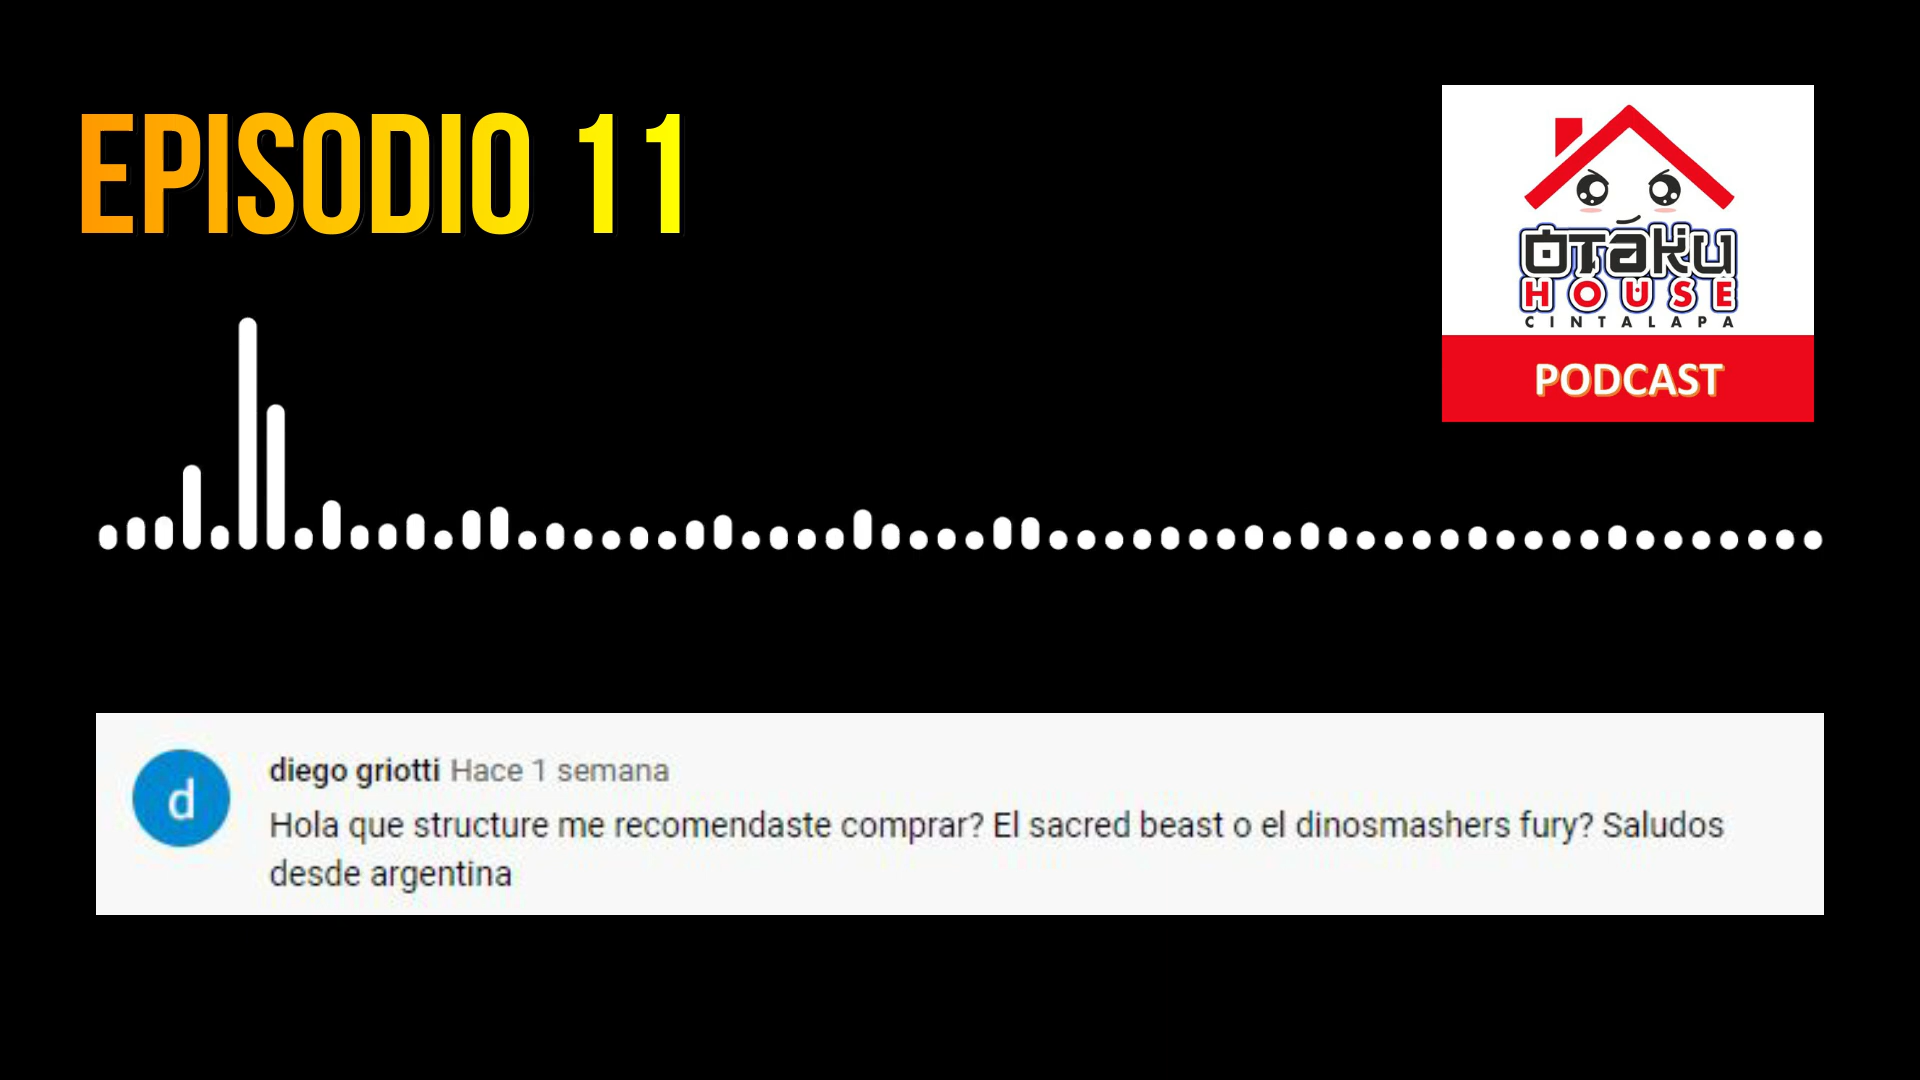 EPISODIO 11
OTAKU
HOUSE
CINTALAPA
PODCAST
d
diego griotti Hace 1 semana
Hola que structure me recomendaste comprar? El sacred beast o el dinosmashers fury? Saludos
desde argentina